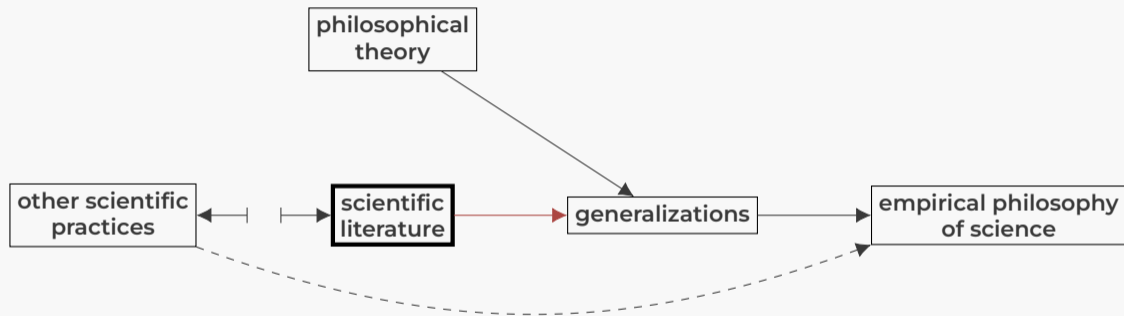 philosophical
theory
other scientific
practices
scientific
literature
generalizations
empirical philosophy
of science